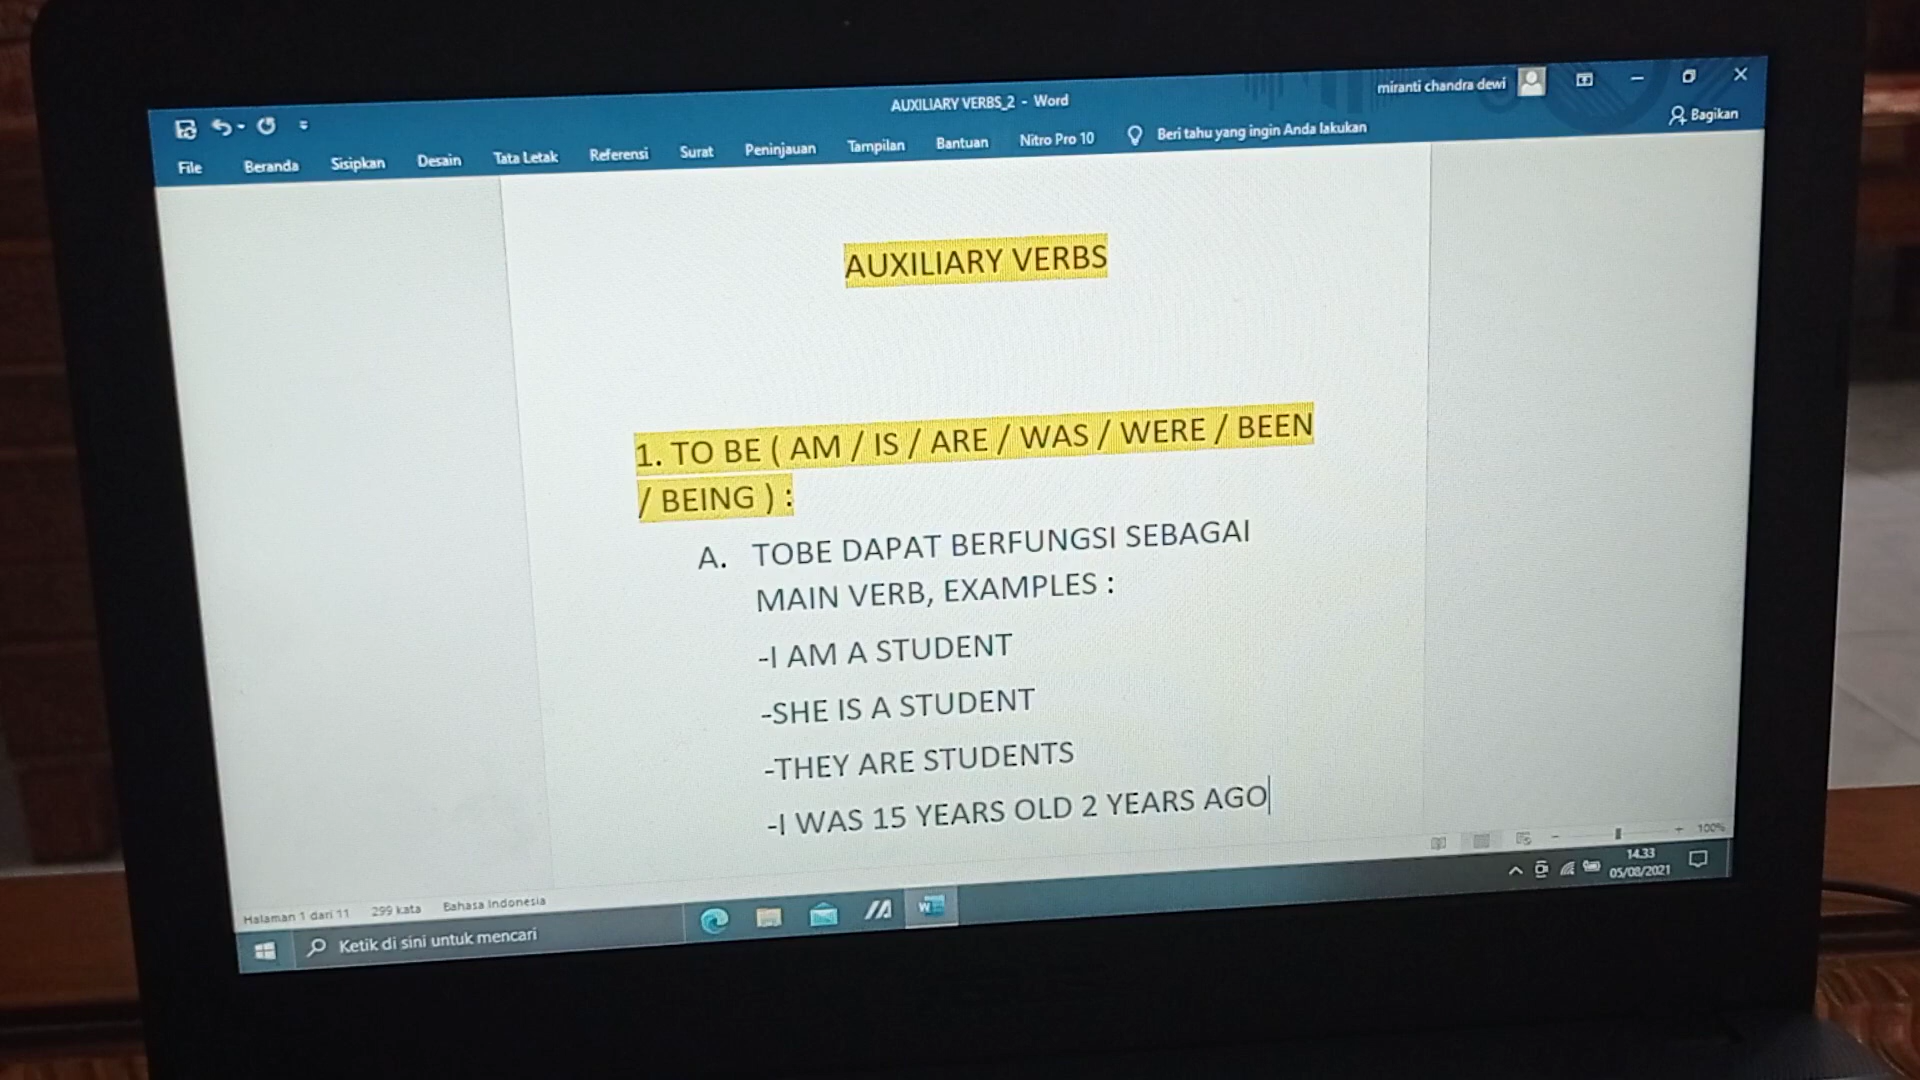 AUXILIARY VERBS_2 - Word
miranti chandra dewi
File Beranda Sisipkan Desain Tata Letak Referensi Surat Peninjauan Tampilan Bantuan Nitro Pro 10 Beri tahu yang ingin Anda lakukan Bagikan
AUXILIARY VERBS
1. TO BE ( AM / IS / ARE / WAS / WERE / BEEN
/ BEING ) :
A. TOBE DAPAT BERFUNGSI SEBAGAI
MAIN VERB, EXAMPLES :
-I AM A STUDENT
-SHE IS A STUDENT
-THEY ARE STUDENTS
-I WAS 15 YEARS OLD 2 YEARS AGO
Halaman 1 dari 11 299 kata Bahasa Indonesia
100%
Ketik di sini untuk mencari
14.33
05/08/2021